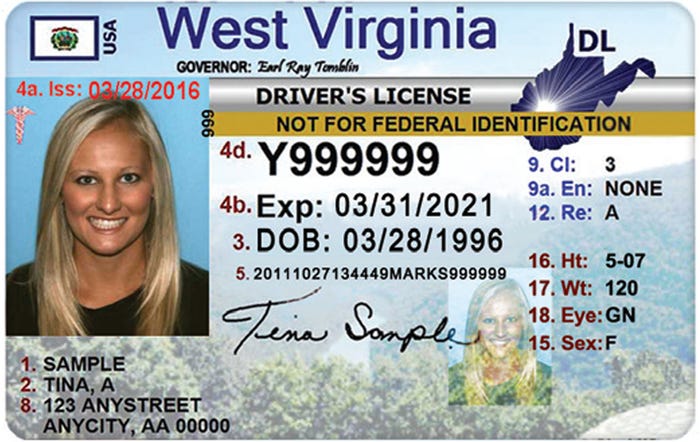 USA
West Virginia
GOVERNOR: Earl Ray Tomblin
DL
4a. Iss: 03/28/2016
999
DRIVER'S LICENSE
NOT FOR FEDERAL IDENTIFICATION
4d. Y999999
9. Cl: 3
9a. En: NONE
4b. Exp: 03/31/2021
12. Re: A
3. DOB: 03/28/1996
5. 20111027134449MARKS999999
16. Ht: 5-07
17. Wt: 120
18. Eye: GN
15. Sex: F
Tina Sample
1. SAMPLE
2. TINA, A
8. 123 ANYSTREET
ANYCITY, AA 00000